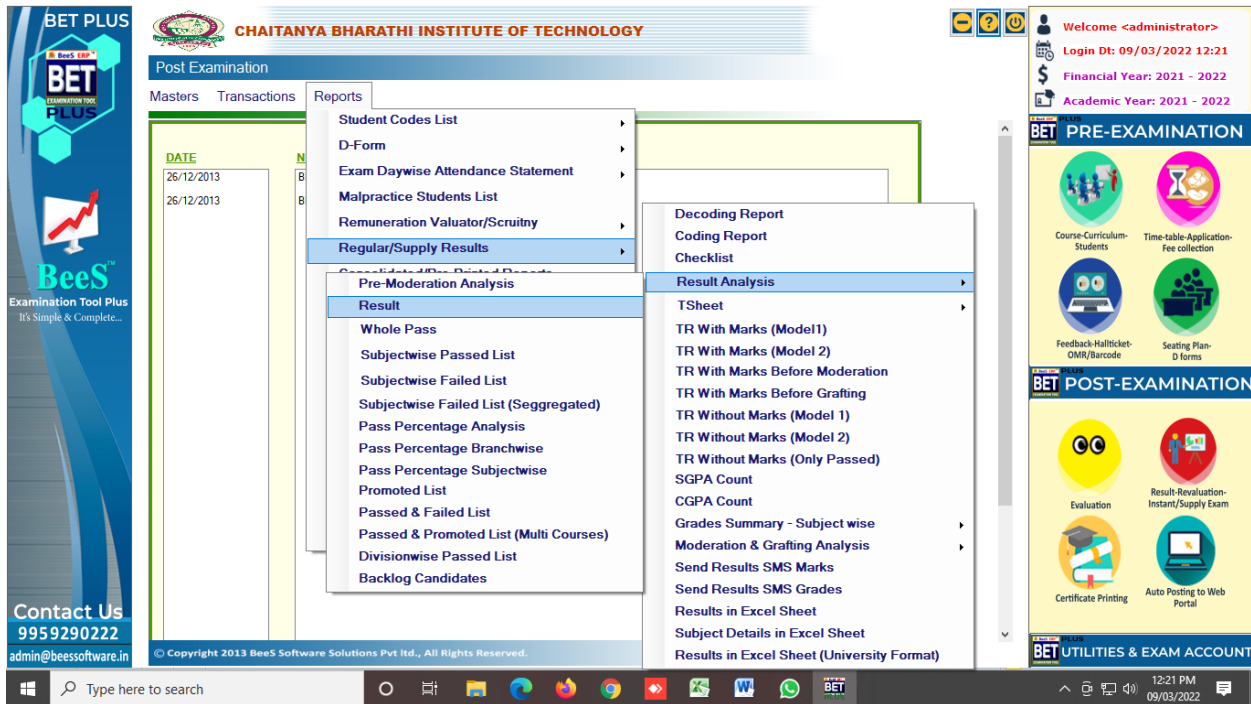 BET PLUS
BeeS ERP
BET
EXAMINATION TOOL
PLUS
BeeS™
Examination Tool Plus
It's Simple & Complete...
Contact Us
9959290222
admin@beessoftware.in
CHAITANYA BHARATHI INSTITUTE OF TECHNOLOGY
Post Examination
Masters Transactions Reports
DATE
26/12/2013
26/12/2013
N
B
B
Student Codes List
D-Form
Exam Daywise Attendance Statement
Malpractice Students List
Remuneration Valuator/Scruitny
Regular/Supply Results
Consolidated/Pre-Printed Reports
Pre-Moderation Analysis
Result
Whole Pass
Subjectwise Passed List
Subjectwise Failed List
Subjectwise Failed List (Seggregated)
Pass Percentage Analysis
Pass Percentage Branchwise
Pass Percentage Subjectwise
Promoted List
Passed & Failed List
Passed & Promoted List (Multi Courses)
Divisionwise Passed List
Backlog Candidates
Decoding Report
Coding Report
Checklist
Result Analysis
TSheet
TR With Marks (Model1)
TR With Marks (Model 2)
TR With Marks Before Moderation
TR With Marks Before Grafting
TR Without Marks (Model 1)
TR Without Marks (Model 2)
TR Without Marks (Only Passed)
SGPA Count
CGPA Count
Grades Summary - Subject wise
Moderation & Grafting Analysis
Send Results SMS Marks
Send Results SMS Grades
Results in Excel Sheet
Subject Details in Excel Sheet
Results in Excel Sheet (University Format)
© Copyright 2013 BeeS Software Solutions Pvt ltd., All Rights Reserved.
Welcome <administrator>
Login Dt: 09/03/2022 12:21
Financial Year: 2021 - 2022
Academic Year: 2021 - 2022
BET PLUS PRE-EXAMINATION
Course-Curriculum-
Students
Time-table-Application-
Fee collection
Feedback-Hallticket-
OMR/Barcode
Seating Plan-
D forms
BET PLUS POST-EXAMINATION
Evaluation
Result-Revaluation-
Instant/Supply Exam
Certificate Printing
Auto Posting to Web
Portal
BET PLUS UTILITIES & EXAM ACCOUNT
Type here to search
BET
12:21 PM
09/03/2022